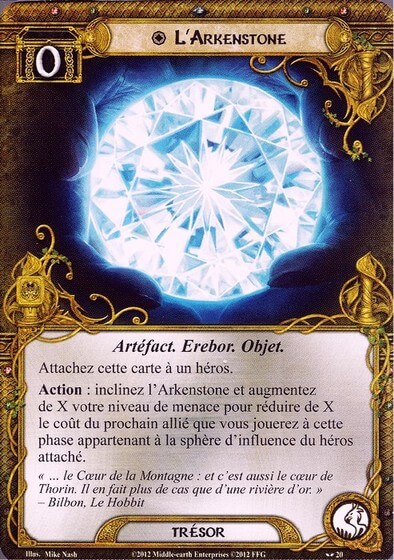 L'Arkenstone
0
Artéfact. Erebor. Objet.
Attachez cette carte à un héros.
Action : inclinez l'Arkenstone et augmentez
de X votre niveau de menace pour réduire de X
le coût du prochain allié que vous jouerez à cette
phase appartenant à la sphère d'influence du héros
attaché.
« ... le Cœur de la Montagne : et c'est aussi le cœur de
Thorin. Il en fait plus de cas que d'une rivière d'or. »
– Bilbon, Le Hobbit
TRÉSOR
Illus. Mike Nash
©2012 Middle-earth Enterprises ©2012 FFG
20